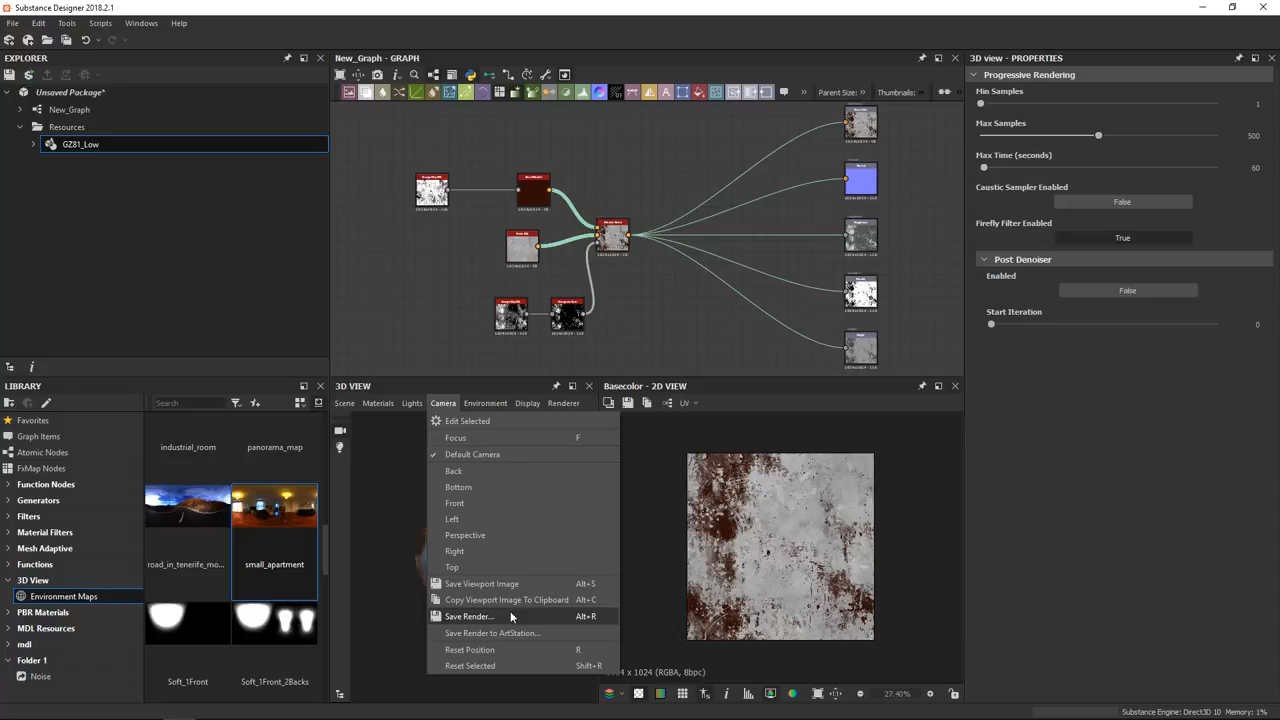 Substance Designer 2018.2.1
File Edit Tools Scripts Windows Help
EXPLORER
Unsaved Package*
New_Graph
Resources
GZ81_Low
New_Graph - GRAPH
Parent Size:
Thumbnails:
3D view - PROPERTIES
Progressive Rendering
Min Samples
1
Max Samples
500
Max Time (seconds)
60
Caustic Sampler Enabled
False
Firefly Filter Enabled
True
Post Denoiser
Enabled
False
Start Iteration
0
LIBRARY
Search
Favorites
Graph Items
Atomic Nodes
FxMap Nodes
Function Nodes
Generators
Filters
Material Filters
Mesh Adaptive
Functions
3D View
Environment Maps
PBR Materials
MDL Resources
mdl
Folder 1
Noise
industrial_room
panorama_map
road_in_tenerife_mo...
small_apartment
Soft_1Front
Soft_1Front_2Backs
3D VIEW
Scene Materials Lights Camera Environment Display Renderer
Edit Selected
Focus F
Default Camera
Back
Bottom
Front
Left
Perspective
Right
Top
Save Viewport Image Alt+S
Copy Viewport Image To Clipboard Alt+C
Save Render... Alt+R
Save Render to ArtStation...
Reset Position R
Reset Selected Shift+R
Basecolor - 2D VIEW
UV
1024 (RGBA, 8bpc)
27.40%
Substance Engine: Direct3D 10 Memory: 1%